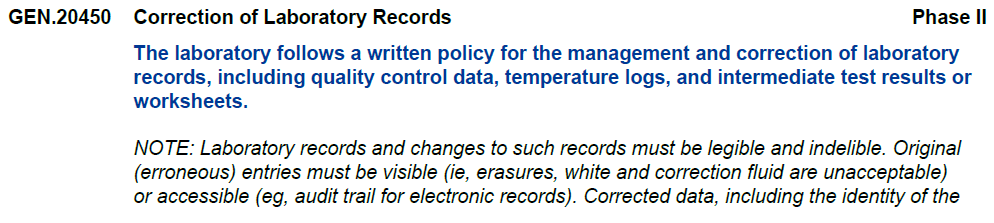 GEN.20450 Correction of Laboratory Records Phase II
The laboratory follows a written policy for the management and correction of laboratory
records, including quality control data, temperature logs, and intermediate test results or
worksheets.
NOTE: Laboratory records and changes to such records must be legible and indelible. Original
(erroneous) entries must be visible (ie, erasures, white and correction fluid are unacceptable)
or accessible (eg, audit trail for electronic records). Corrected data, including the identity of the